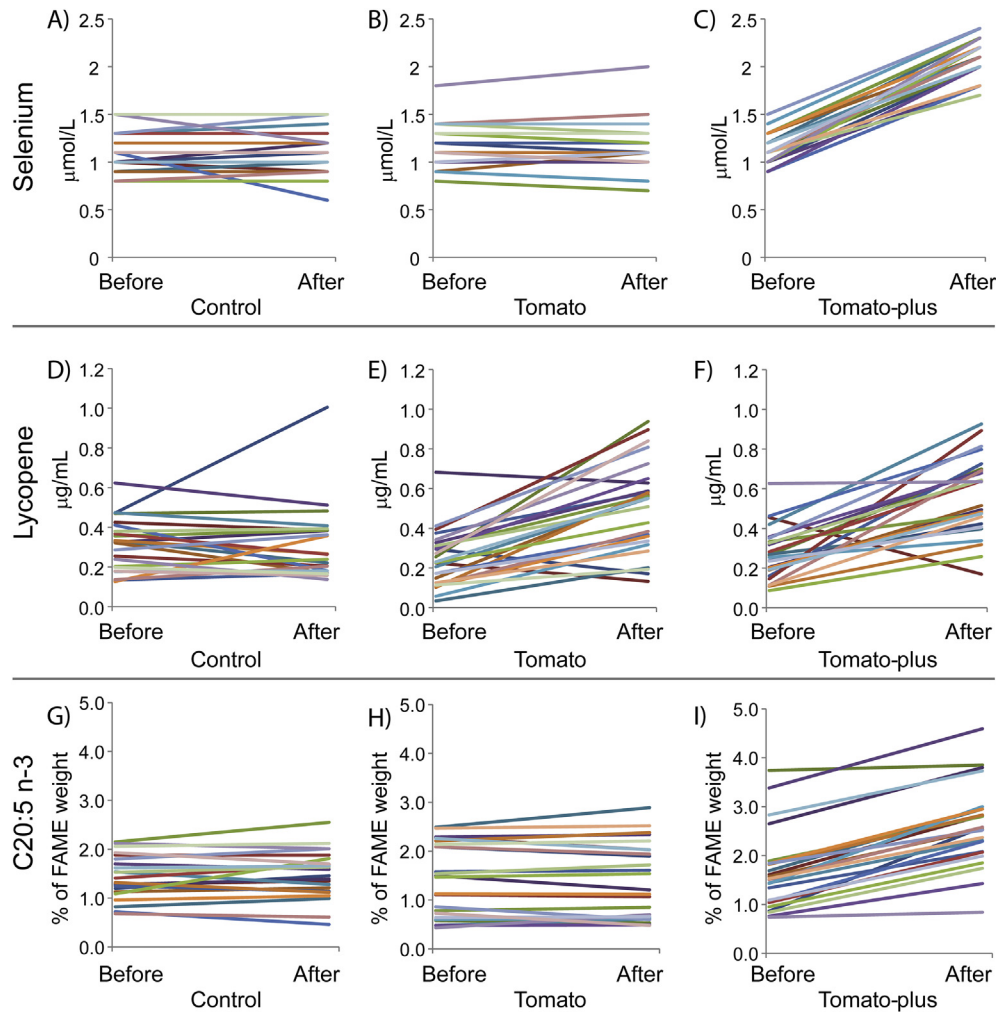 A)
B)
C)
Selenium
µmol/L
2.5
2
1.5
1
0.5
0
Before
After
Control
µmol/L
2.5
2
1.5
1
0.5
0
Before
After
Tomato
µmol/L
2.5
2
1.5
1
0.5
0
Before
After
Tomato-plus
D)
E)
F)
Lycopene
µg/mL
1.2
1.0
0.8
0.6
0.4
0.2
0.0
Before
After
Control
µg/mL
1.2
1.0
0.8
0.6
0.4
0.2
0.0
Before
After
Tomato
µg/mL
1.2
1.0
0.8
0.6
0.4
0.2
0.0
Before
After
Tomato-plus
G)
H)
I)
C20:5 n-3
% of FAME weight
5.0
4.0
3.0
2.0
1.0
0.0
Before
After
Control
% of FAME weight
5.0
4.0
3.0
2.0
1.0
0.0
Before
After
Tomato
% of FAME weight
5.0
4.0
3.0
2.0
1.0
0.0
Before
After
Tomato-plus